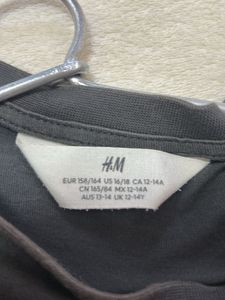 H&M
EUR 158/164 US 16/18 CA 12-14A
CN 165/84 MX 12-14A
AUS 13-14 UK 12-14Y